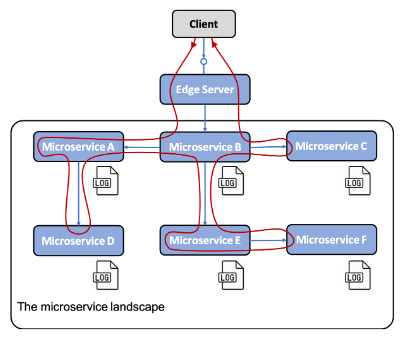 Client
Edge Server
Microservice A
Microservice B
Microservice C
LOG
LOG
LOG
Microservice D
Microservice E
Microservice F
LOG
LOG
LOG
The microservice landscape